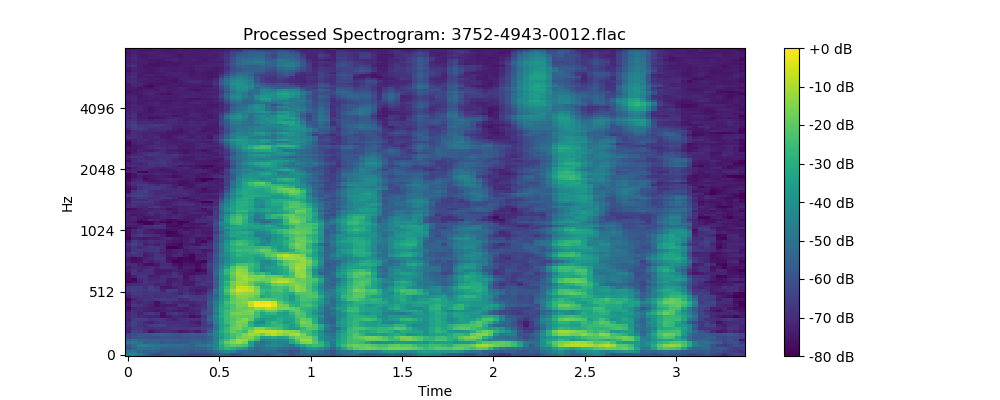 Processed Spectrogram: 3752-4943-0012.flac
Hz
4096
2048
1024
512
0
0 0.5 1 1.5 2 2.5 3
Time
+0 dB
-10 dB
-20 dB
-30 dB
-40 dB
-50 dB
-60 dB
-70 dB
-80 dB